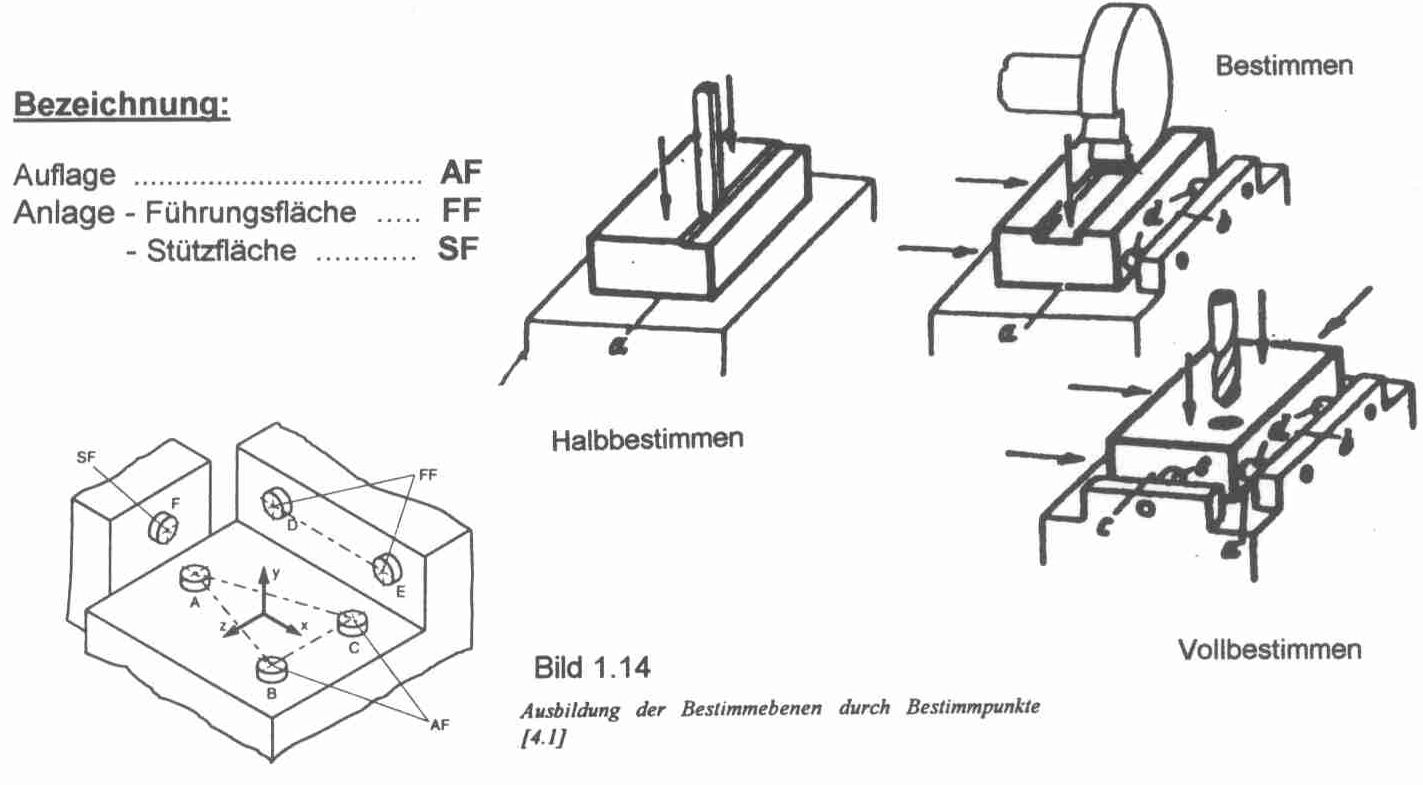 Bezeichnung:
Auflage ................................... AF
Anlage - Führungsfläche ..... FF
- Stützfläche ............ SF
Bestimmen
d
b
a
a
Halbbestimmen
d
b
e
c
a
Vollbestimmen
SF
F
FF
D
E
A
y
z
x
C
B
AF
Bild 1.14
Ausbildung der Bestimmebenen durch Bestimmpunkte
[4.1]